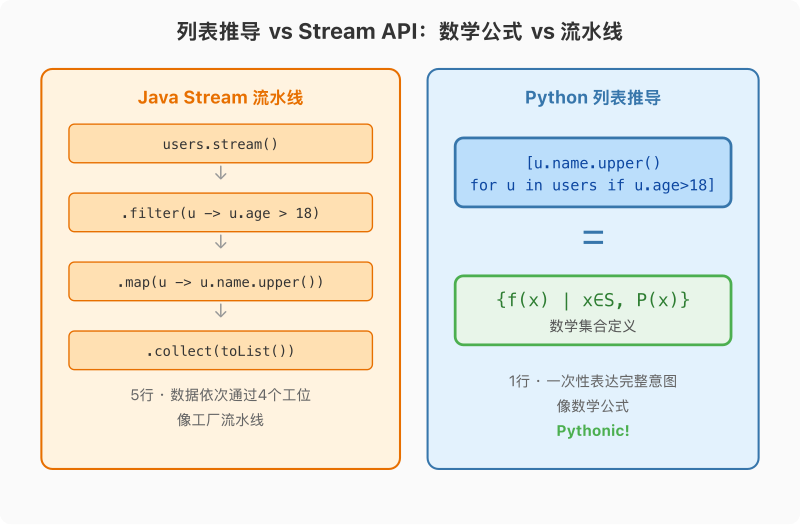 列表推导 vs Stream API：数学公式 vs 流水线
Java Stream 流水线
users.stream()
↓
.filter(u -> u.age > 18)
↓
.map(u -> u.name.upper())
↓
.collect(toList())
5行 · 数据依次通过4个工位
像工厂流水线
Python 列表推导
[u.name.upper()
for u in users if u.age>18]
=
{f(x) | x∈S, P(x)}
数学集合定义
1行 · 一次性表达完整意图
像数学公式
Pythonic!